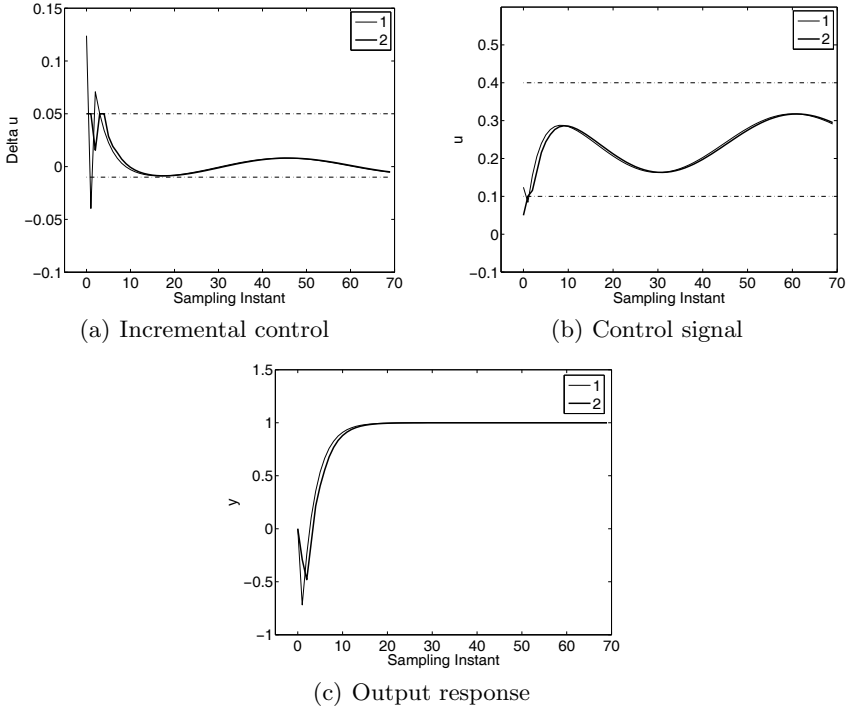 0.15
0.1
0.05
0
−0.05
−0.1
Delta u
1
2
0 10 20 30 40 50 60 70
Sampling Instant
(a) Incremental control
0.6
0.5
0.4
0.3
0.2
0.1
0
−0.1
u
1
2
0 10 20 30 40 50 60 70
Sampling Instant
(b) Control signal
1.5
1
0.5
0
−0.5
−1
y
1
2
0 10 20 30 40 50 60 70
Sampling Instant
(c) Output response